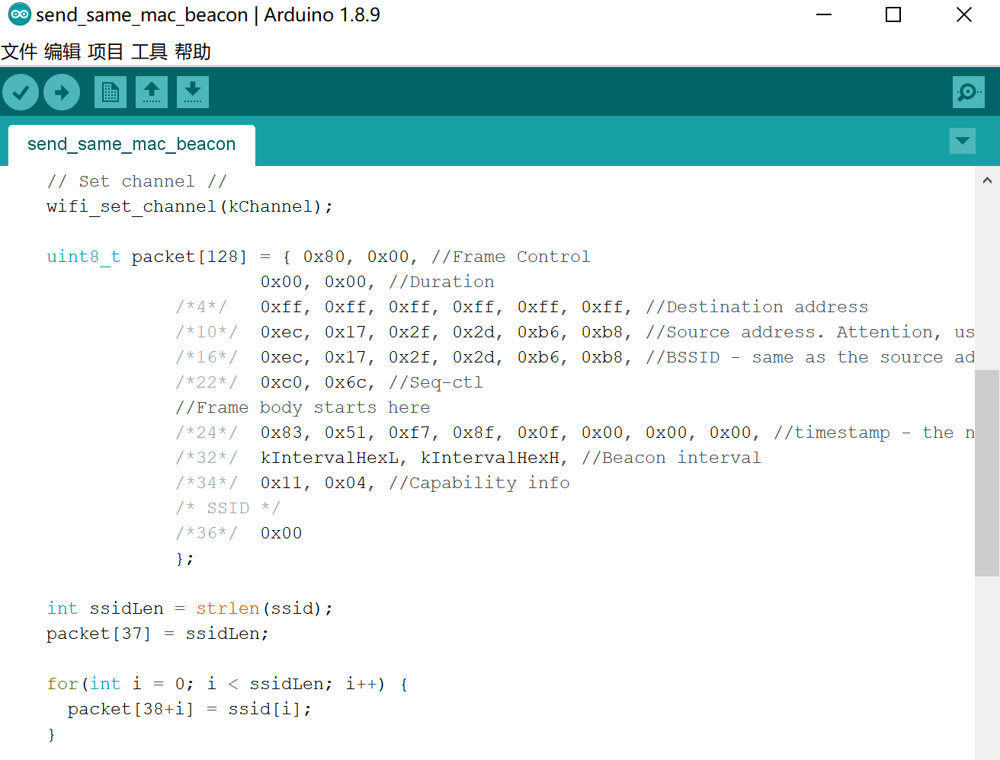 send_same_mac_beacon | Arduino 1.8.9
文件 编辑 项目 工具 帮助
send_same_mac_beacon
// Set channel //
wifi_set_channel(kChannel);
uint8_t packet[128] = { 0x80, 0x00, //Frame Control
0x00, 0x00, //Duration
/*4*/ 0xff, 0xff, 0xff, 0xff, 0xff, 0xff, //Destination address
/*10*/ 0xec, 0x17, 0x2f, 0x2d, 0xb6, 0xb8, //Source address. Attention, us
/*16*/ 0xec, 0x17, 0x2f, 0x2d, 0xb6, 0xb8, //BSSID - same as the source ad
/*22*/ 0xc0, 0x6c, //Seq-ctl
//Frame body starts here
/*24*/ 0x83, 0x51, 0xf7, 0x8f, 0x0f, 0x00, 0x00, 0x00, //timestamp - the n
/*32*/ kIntervalHexL, kIntervalHexH, //Beacon interval
/*34*/ 0x11, 0x04, //Capability info
/* SSID */
/*36*/ 0x00
};
int ssidLen = strlen(ssid);
packet[37] = ssidLen;
for(int i = 0; i < ssidLen; i++) {
packet[38+i] = ssid[i];
}